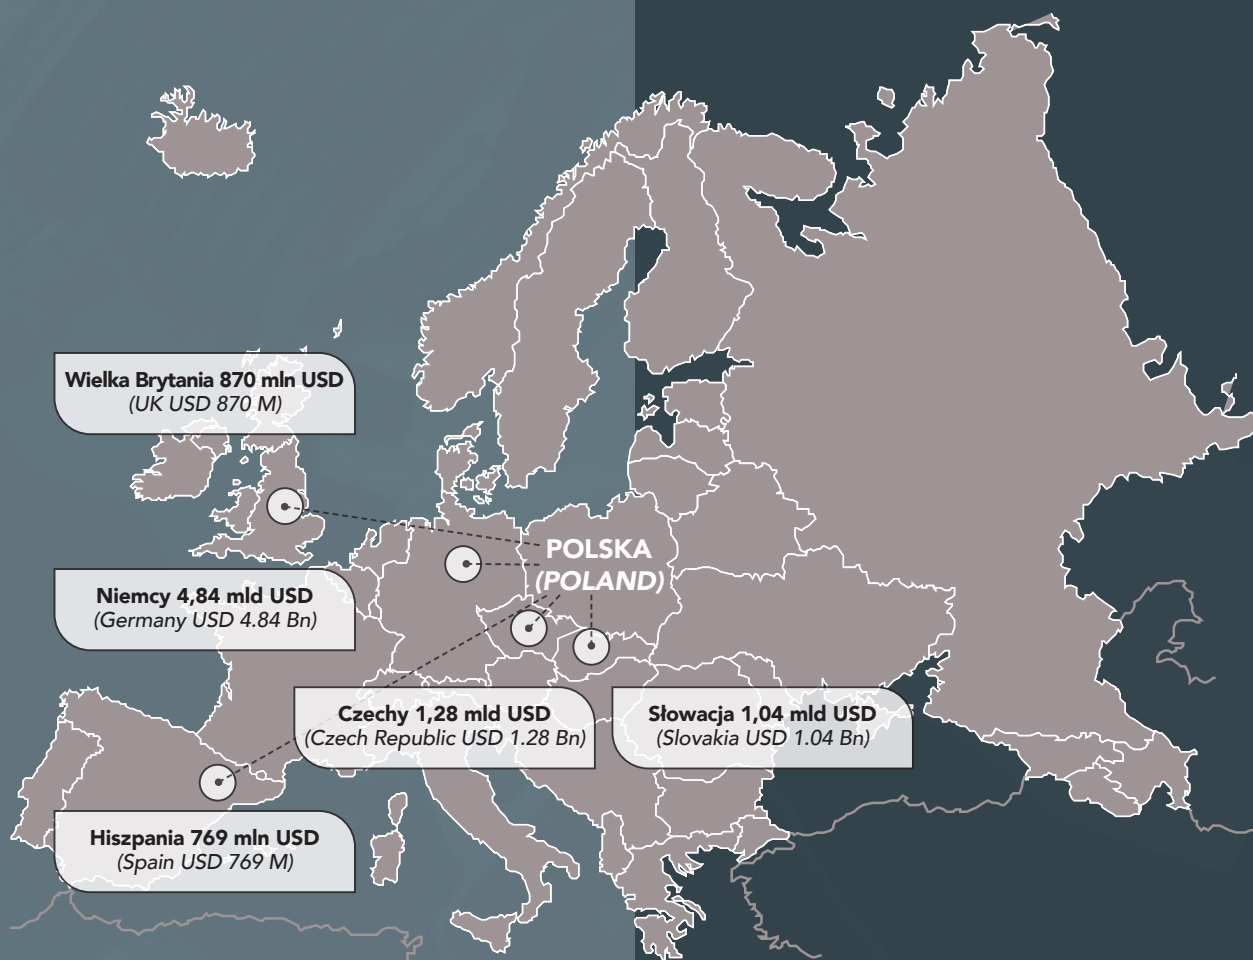 Wielka Brytania 870 mln USD
(UK USD 870 M)
POLSKA
(POLAND)
Niemcy 4,84 mld USD
(Germany USD 4.84 Bn)
Czechy 1,28 mld USD
(Czech Republic USD 1.28 Bn)
Słowacja 1,04 mld USD
(Slovakia USD 1.04 Bn)
Hiszpania 769 mln USD
(Spain USD 769 M)